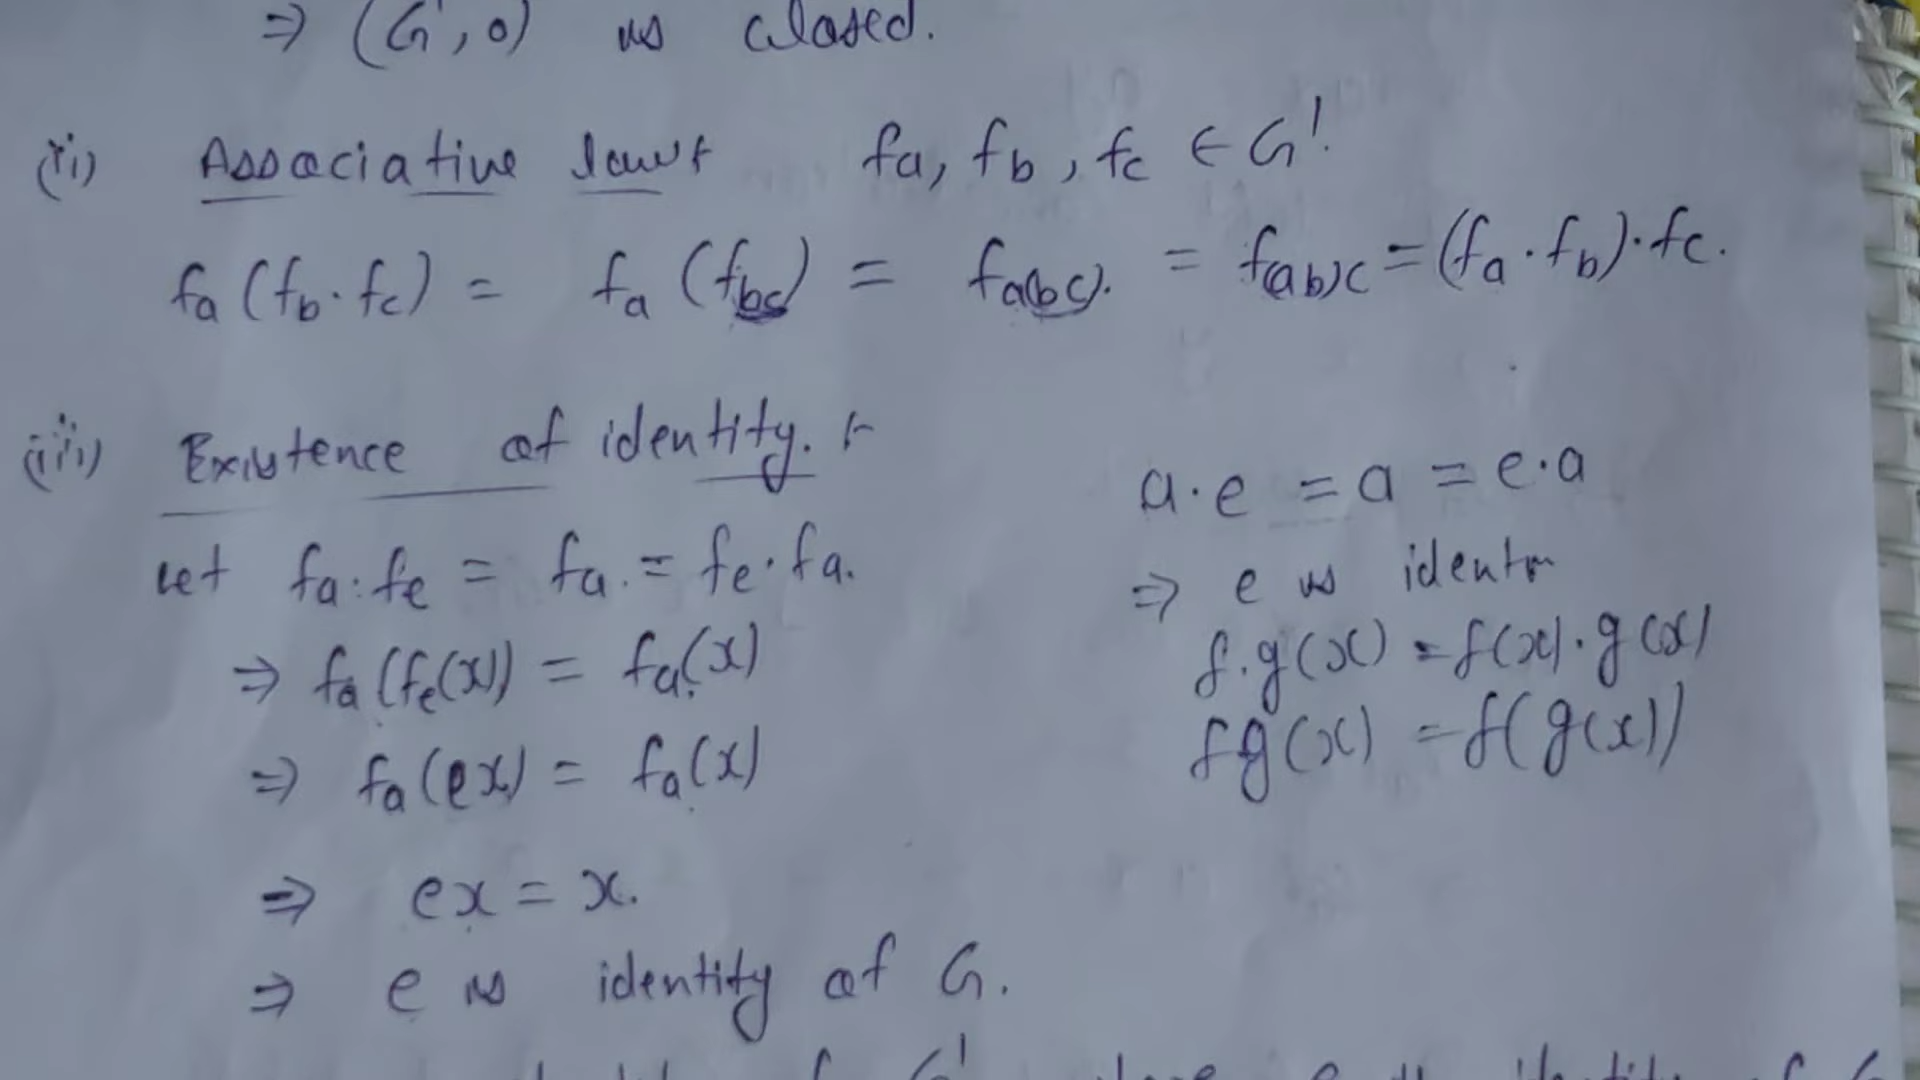 ⇒ (G', o) is closed.
(ii) Associative law: fa, fb, fc ∈ G'.
fa (fb · fc) = fa (fbc) = fa(bc). = f(ab)c = (fa · fb) · fc.
(iii) Existence of identity. :-
let fa · fe = fa. = fe · fa.
⇒ fa (fe(x)) = fa(x)
⇒ fa (ex) = fa(x)
⇒ ex = x.
⇒ e is identity of G.
a · e = a = e · a
⇒ e is
f · g(x) = f(x) · g(x)
fg(x) = f(g(x))